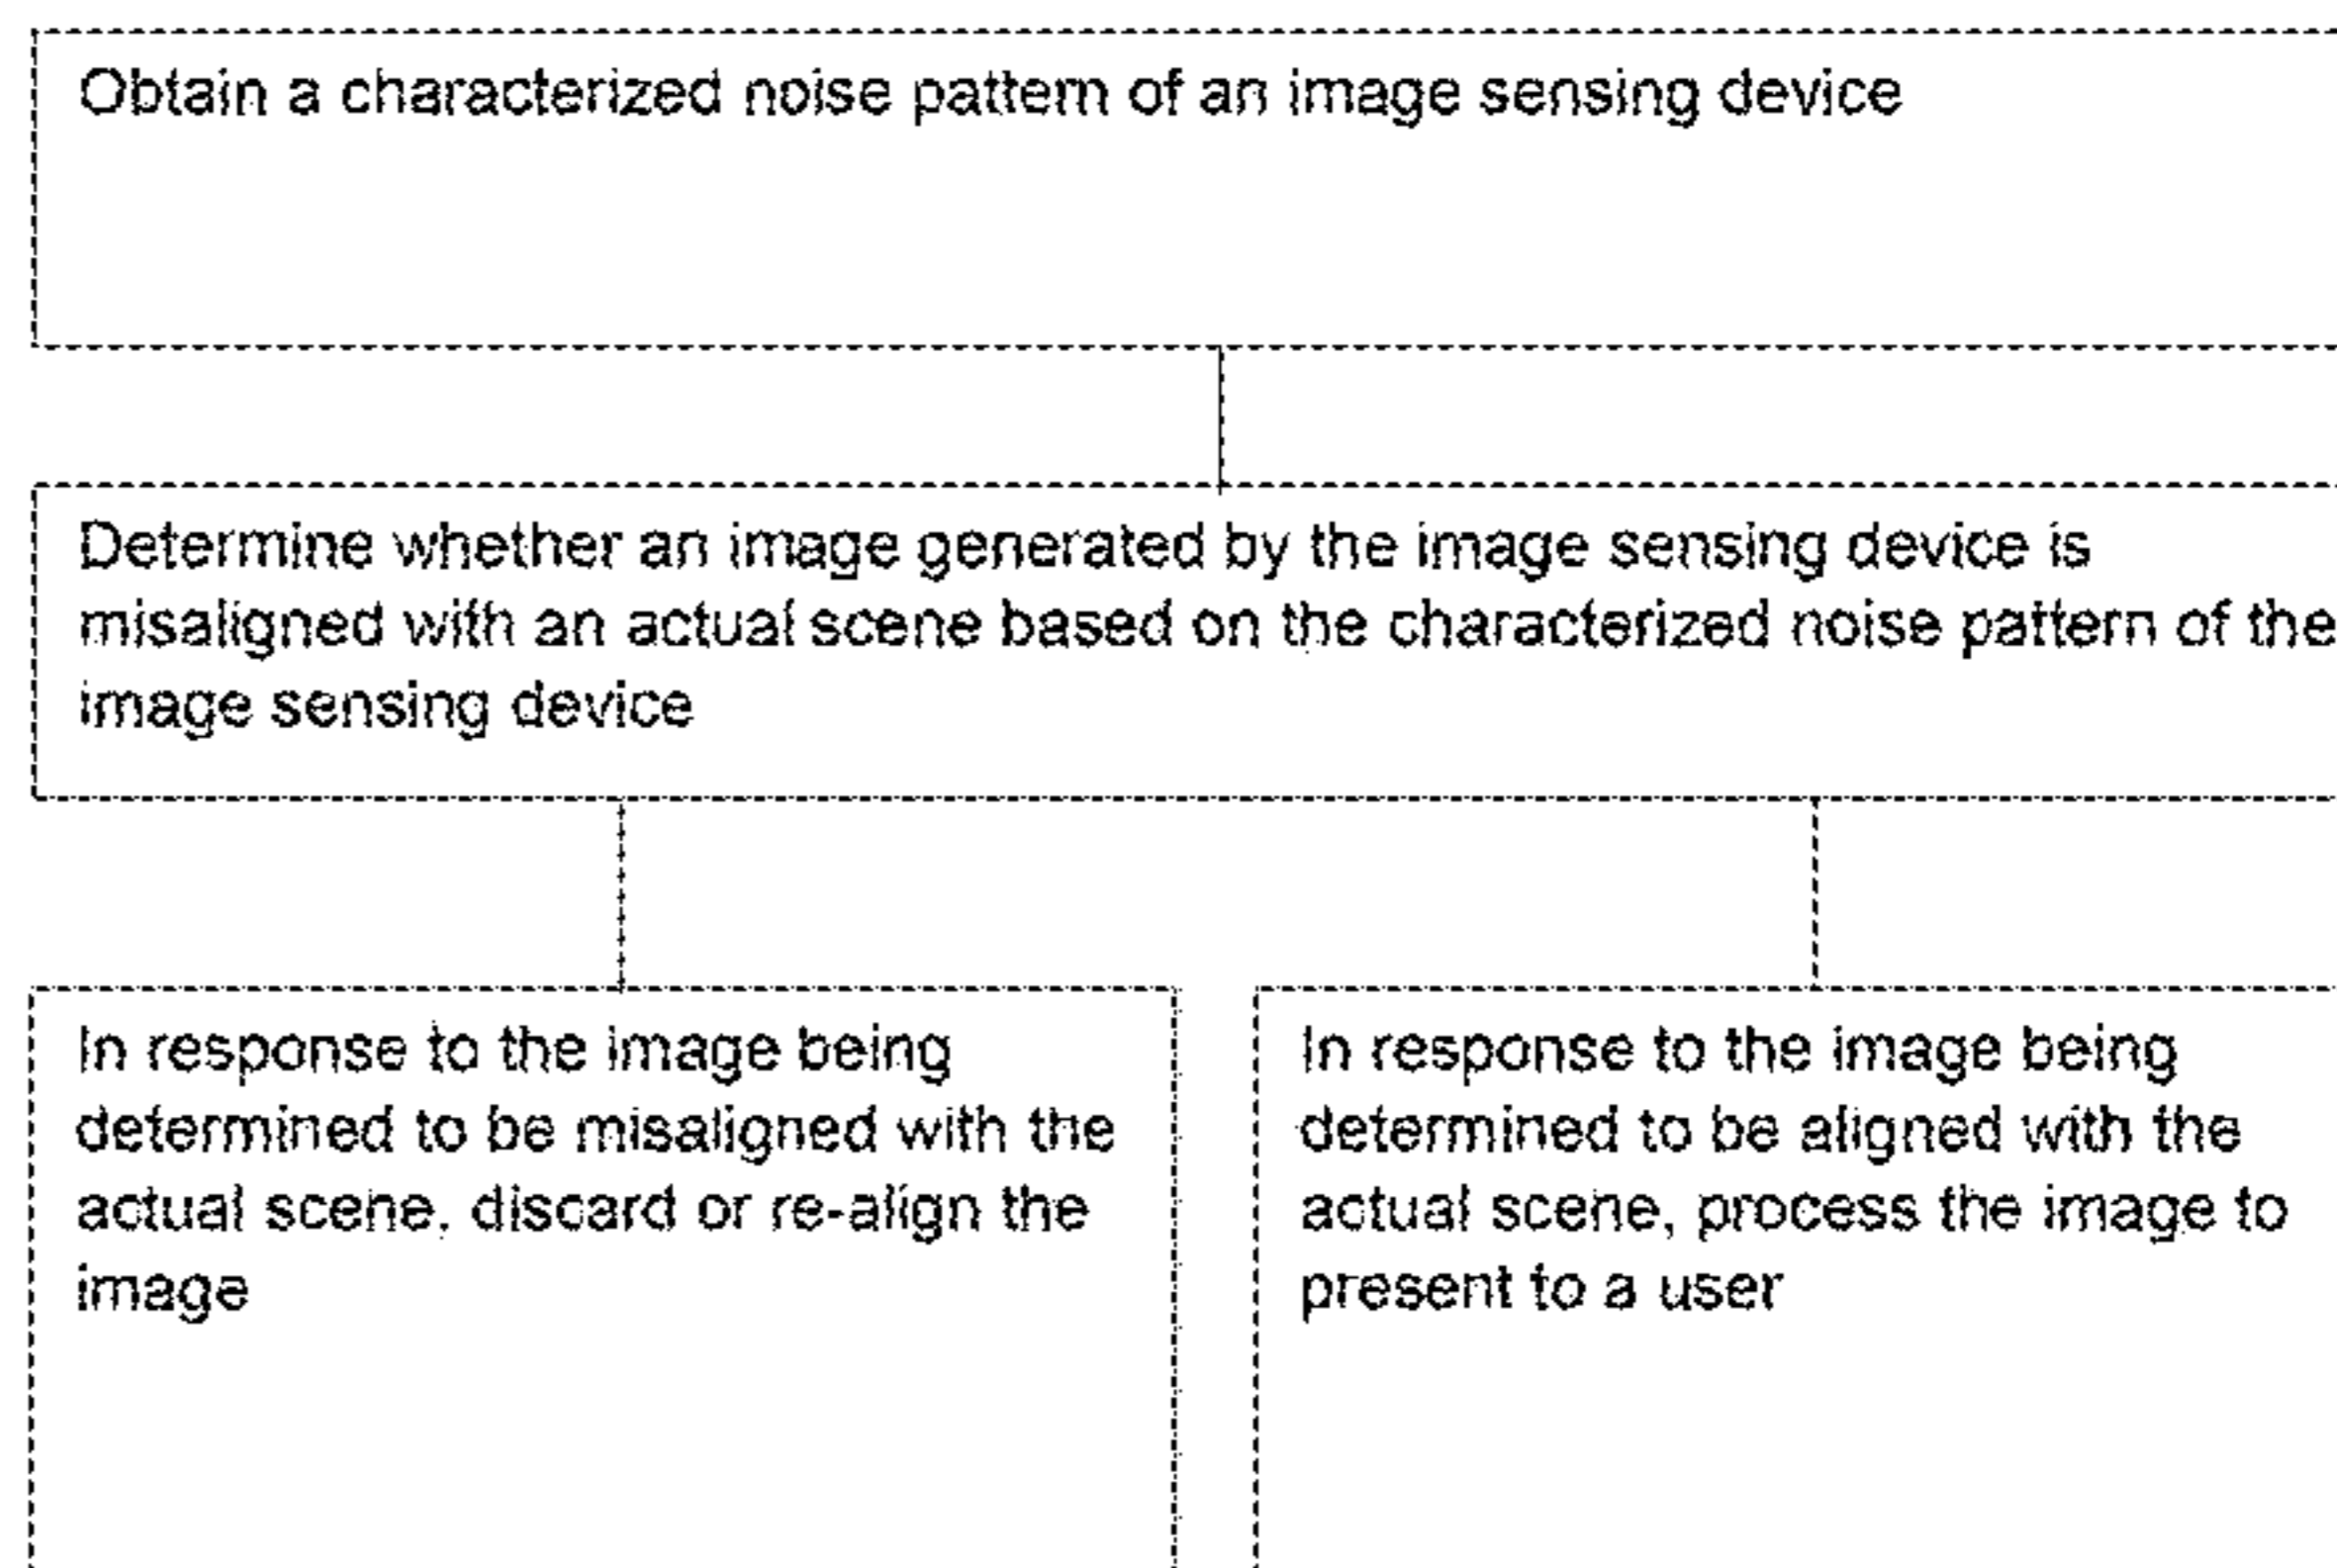 Obtain a characterized noise pattern of an image sensing device
Determine whether an image generated by the image sensing device is
misaligned with an actual scene based on the characterized noise pattern of the
image sensing device
In response to the image being
determined to be misaligned with the
actual scene, discard or re-align the
image
In response to the image being
determined to be aligned with the
actual scene, process the image to
present to a user